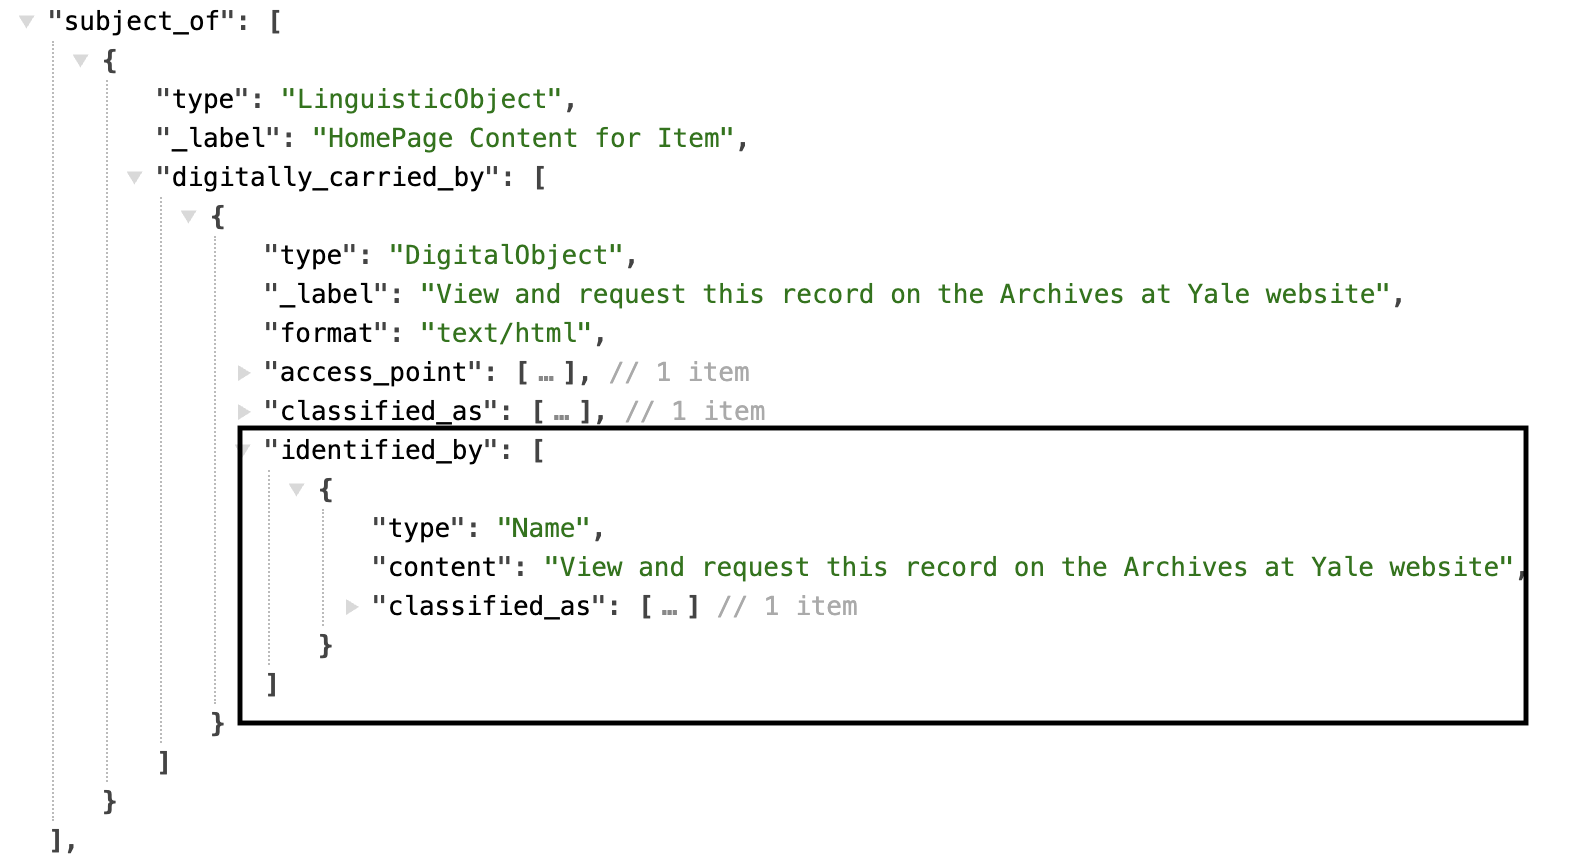 "subject_of": [
{
"type": "LinguisticObject",
"_label": "HomePage Content for Item",
"digitally_carried_by": [
{
"type": "DigitalObject",
"_label": "View and request this record on the Archives at Yale website",
"format": "text/html",
"access_point": [ … ], // 1 item
"classified_as": [ … ], // 1 item
"identified_by": [
{
"type": "Name",
"content": "View and request this record on the Archives at Yale website",
"classified_as": [ … ] // 1 item
}
]
}
]
}
],